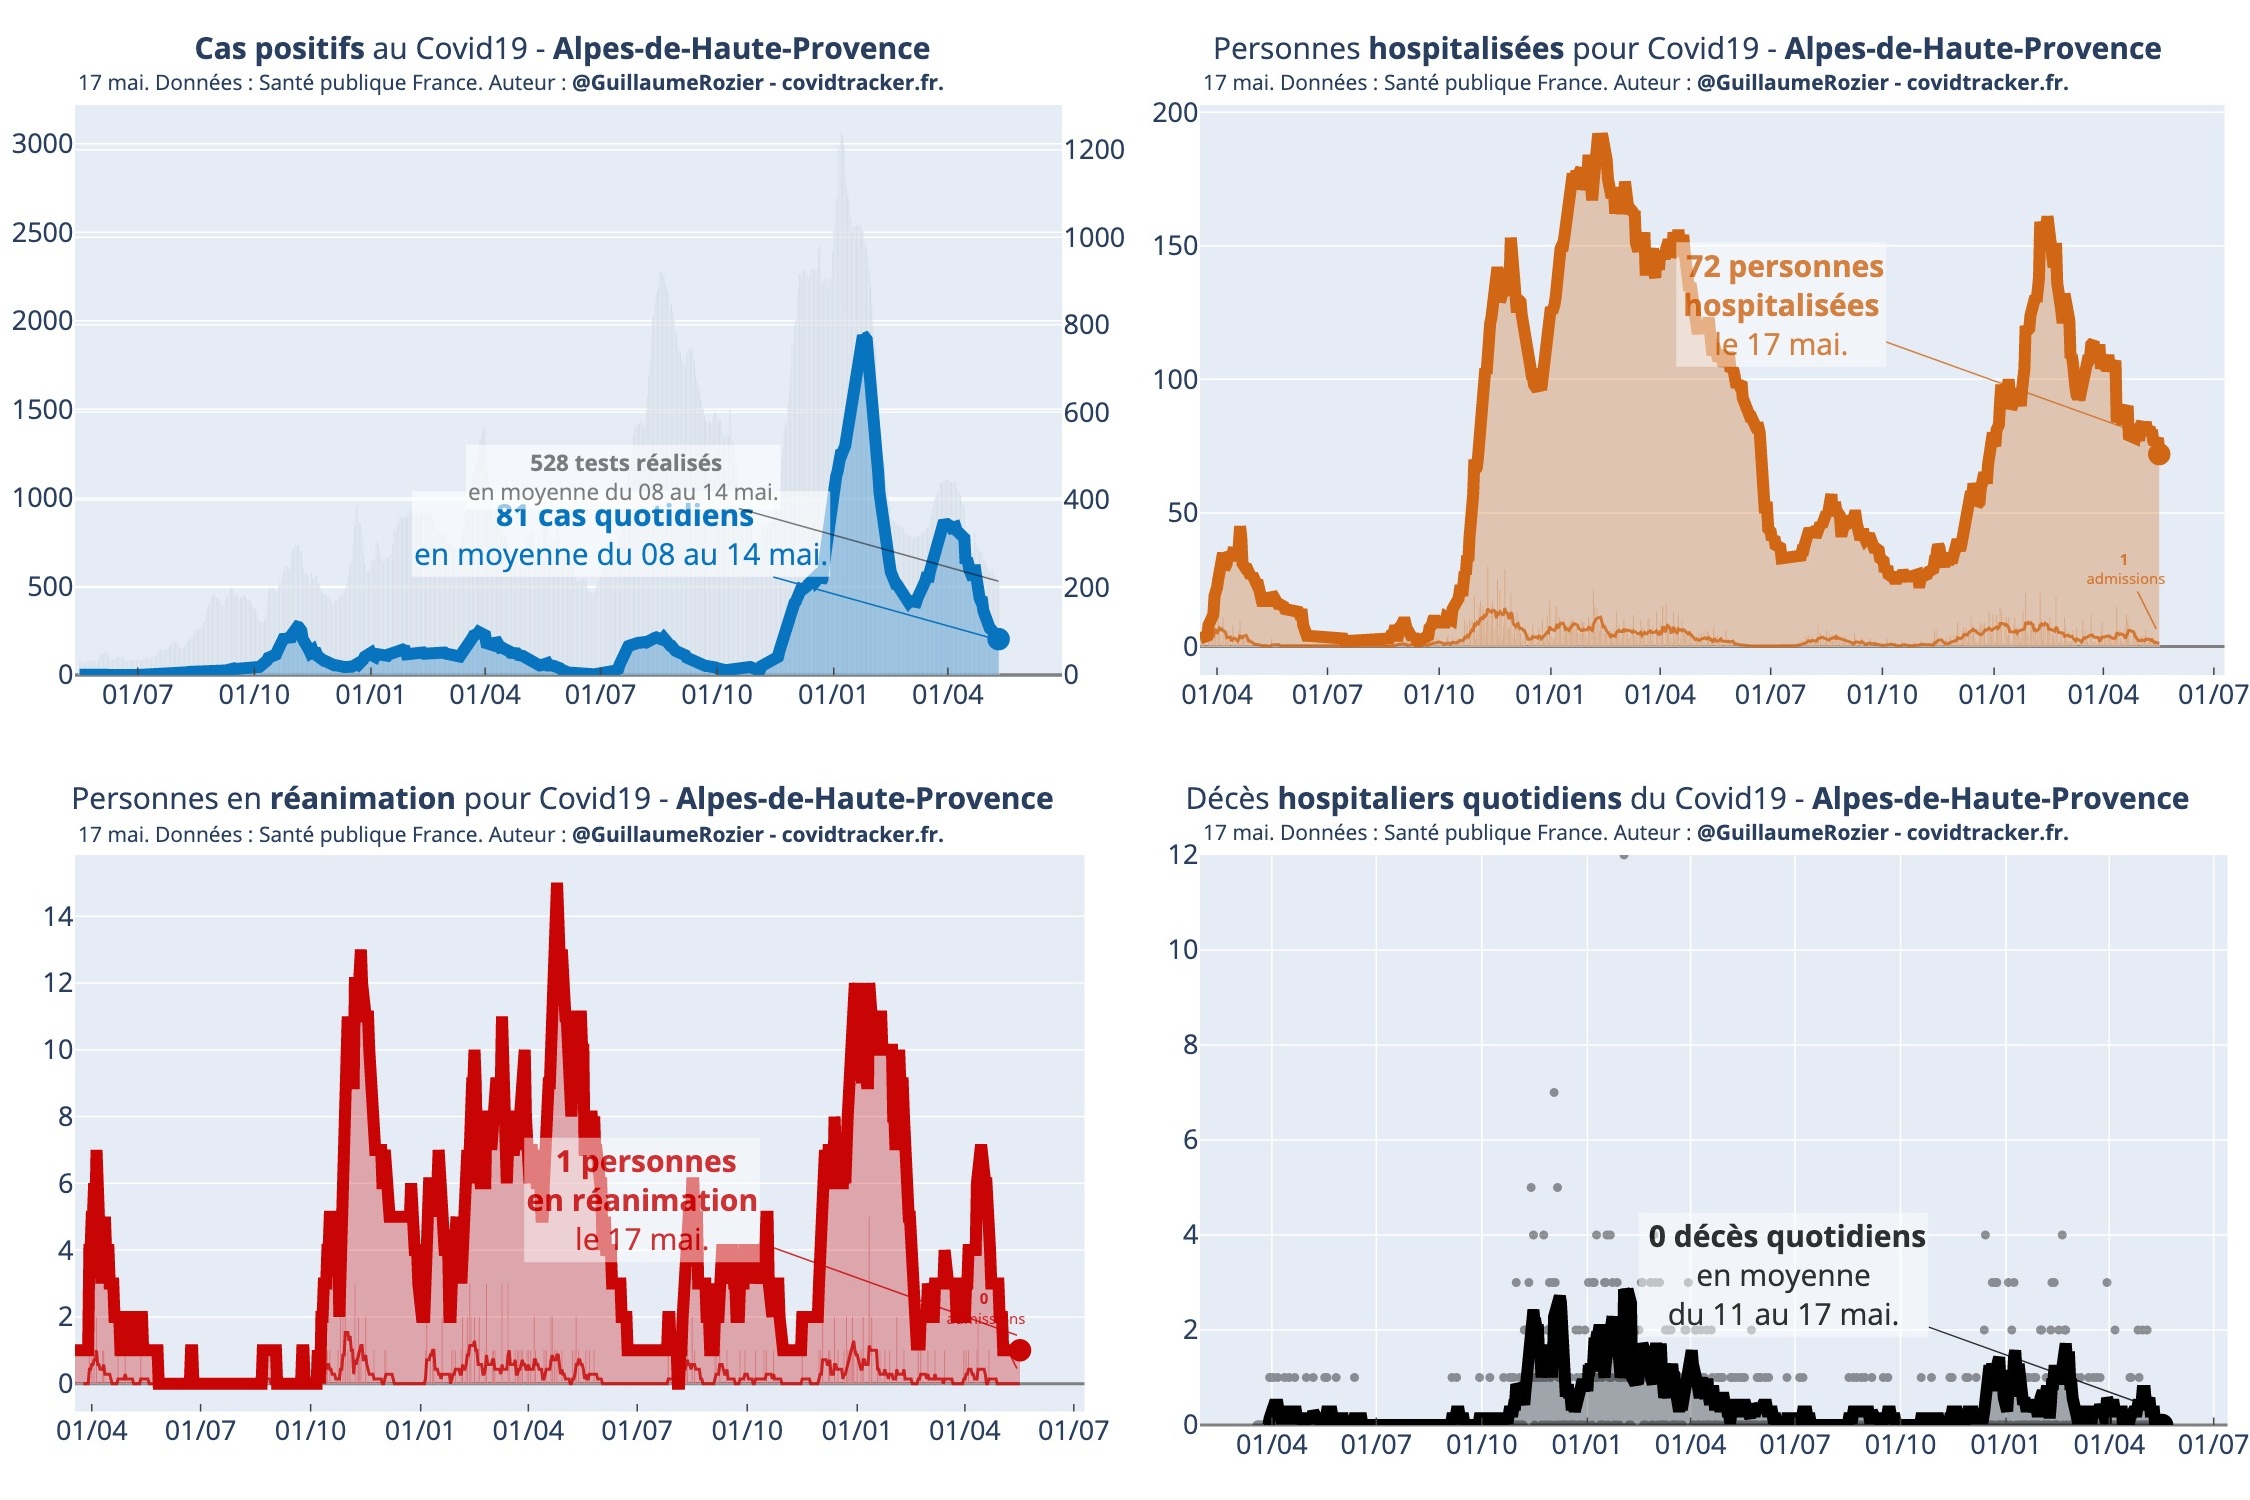 Cas positifs au Covid19 - Alpes-de-Haute-Provence
17 mai. Données : Santé publique France. Auteur : @GuillaumeRozier - covidtracker.fr.
3000
2500
2000
1500
1000
500
0
1200
1000
800
600
400
200
0
528 tests réalisés
en moyenne du 08 au 14 mai.
81 cas quotidiens
en moyenne du 08 au 14 mai.
01/07 01/10 01/01 01/04 01/07 01/10 01/01 01/04
Personnes hospitalisées pour Covid19 - Alpes-de-Haute-Provence
17 mai. Données : Santé publique France. Auteur : @GuillaumeRozier - covidtracker.fr.
200
150
100
50
0
72 personnes
hospitalisées
le 17 mai.
1
admissions
01/04 01/07 01/10 01/01 01/04 01/07 01/10 01/01 01/04 01/07
Personnes en réanimation pour Covid19 - Alpes-de-Haute-Provence
17 mai. Données : Santé publique France. Auteur : @GuillaumeRozier - covidtracker.fr.
14
12
10
8
6
4
2
0
1 personnes
en réanimation
le 17 mai.
0
admissions
01/04 01/07 01/10 01/01 01/04 01/07 01/10 01/01 01/04 01/07
Décès hospitaliers quotidiens du Covid19 - Alpes-de-Haute-Provence
17 mai. Données : Santé publique France. Auteur : @GuillaumeRozier - covidtracker.fr.
12
10
8
6
4
2
0
0 décès quotidiens
en moyenne
du 11 au 17 mai.
01/04 01/07 01/10 01/01 01/04 01/07 01/10 01/01 01/04 01/07